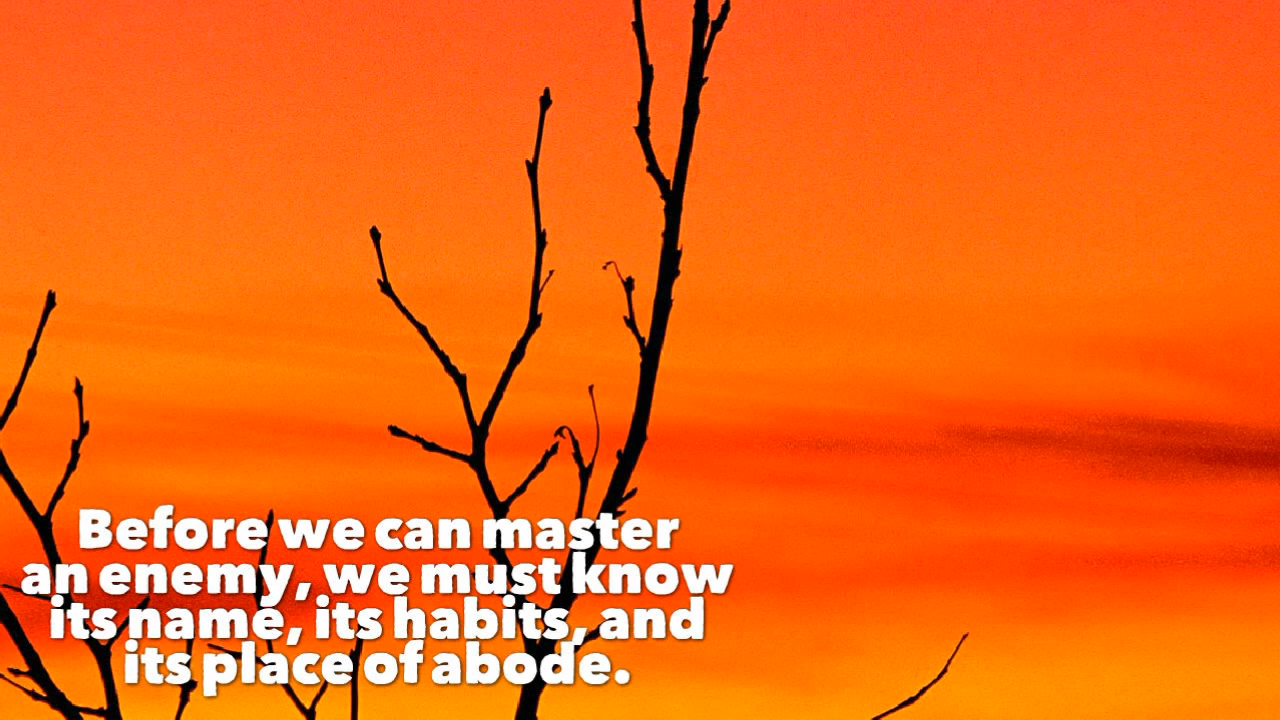 Before we can master
an enemy, we must know
its name, its habits, and
its place of abode.